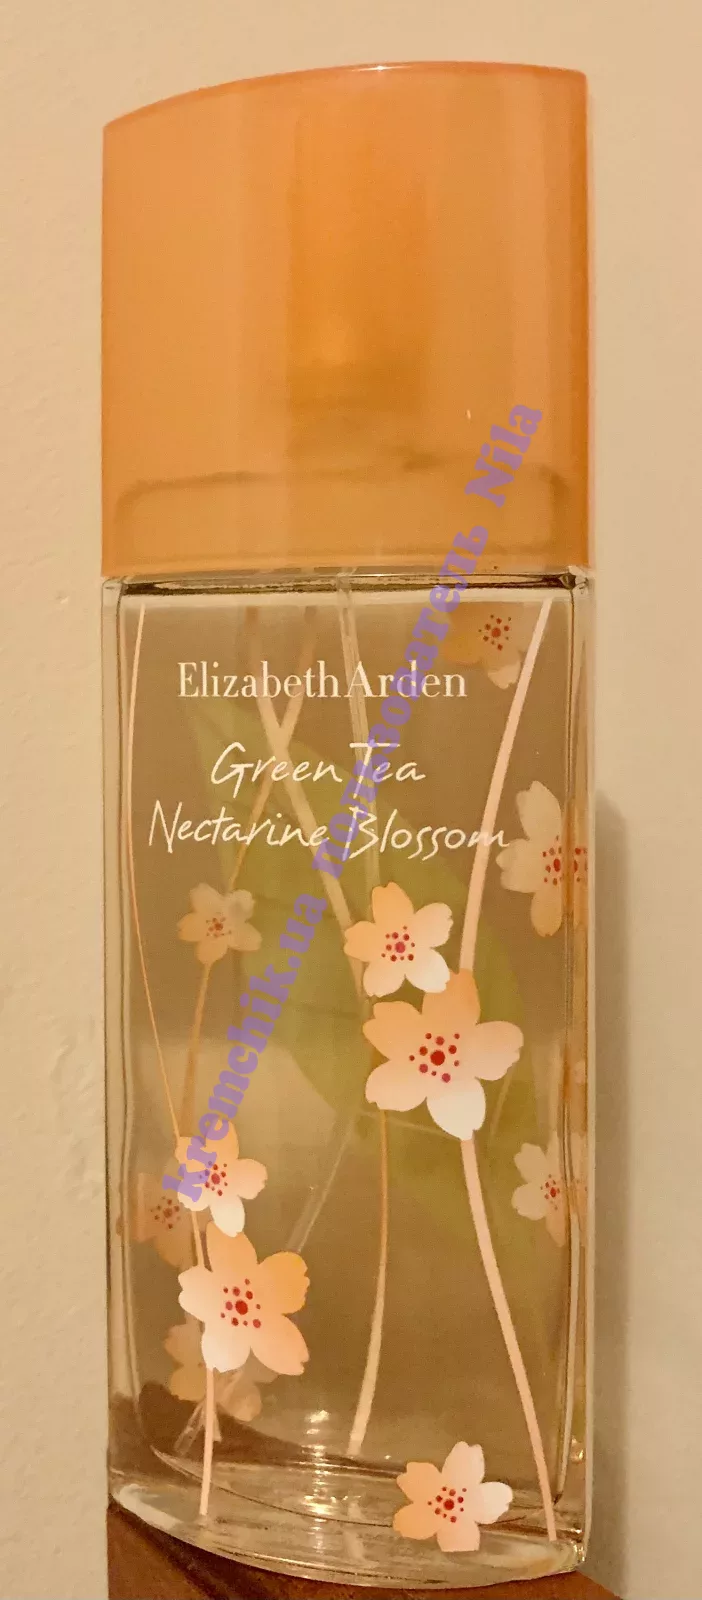 Elizabeth Arden
Green Tea
Nectarine Blossom
kremchik.ua пользователь Nila